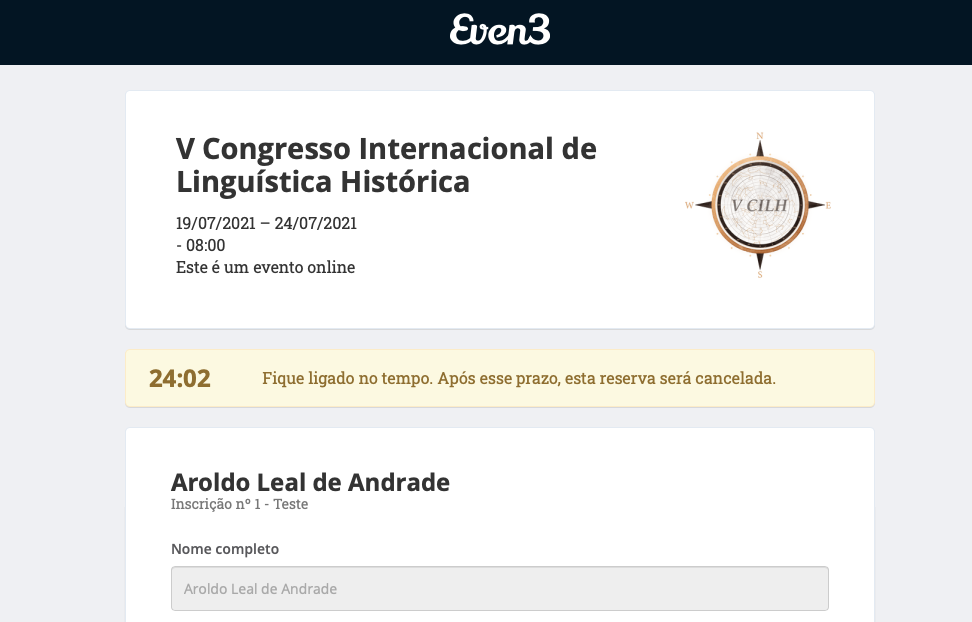 Even3
V Congresso Internacional de
Linguística Histórica
19/07/2021 – 24/07/2021
- 08:00
Este é um evento online
N
W
V CILH
E
S
24:02
Fique ligado no tempo. Após esse prazo, esta reserva será cancelada.
Aroldo Leal de Andrade
Inscrição nº 1 - Teste
Nome completo
Aroldo Leal de Andrade